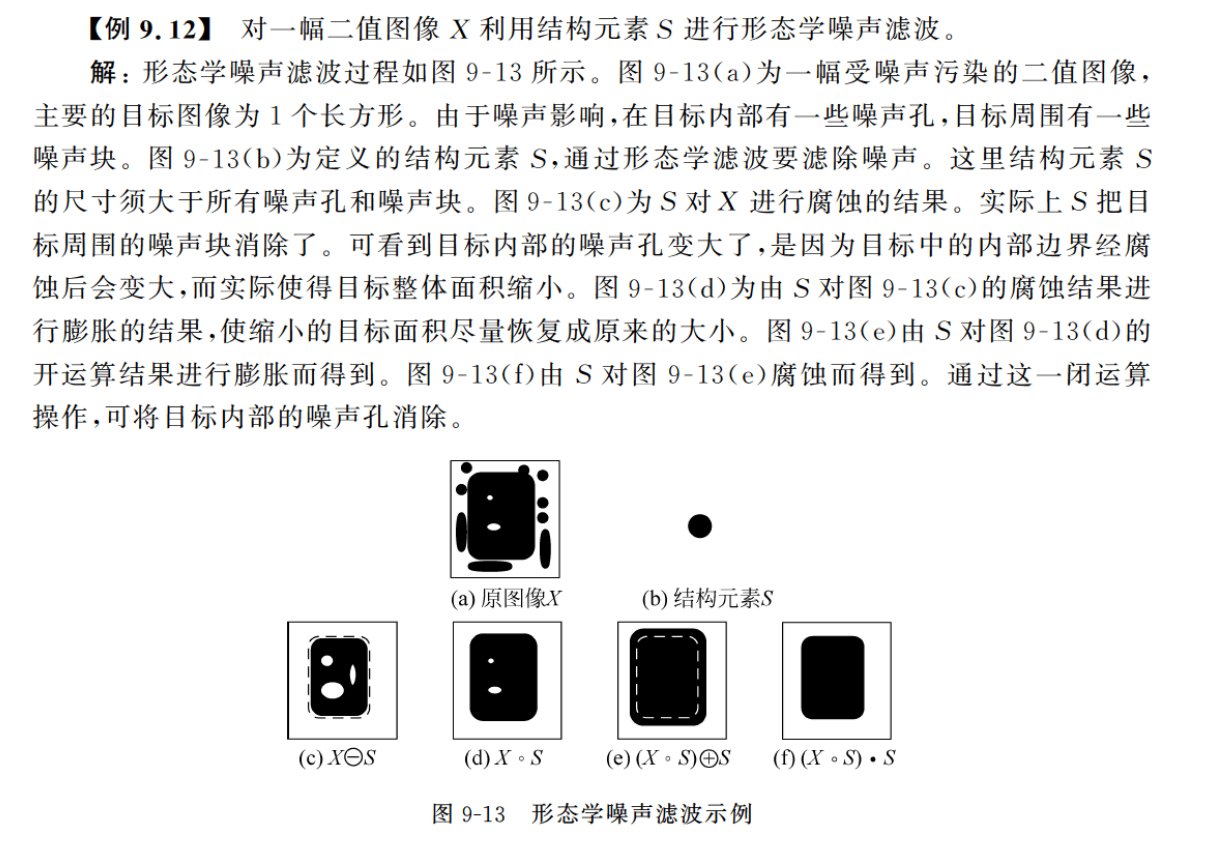 【例 9.12】 对一幅二值图像 X 利用结构元素 S 进行形态学噪声滤波。
解：形态学噪声滤波过程如图 9-13 所示。图 9-13(a)为一幅受噪声污染的二值图像，
主要的目标图像为 1 个长方形。由于噪声影响，在目标内部有一些噪声孔，目标周围有一些
噪声块。图 9-13(b)为定义的结构元素 S，通过形态学滤波要滤除噪声。这里结构元素 S
的尺寸须大于所有噪声孔和噪声块。图 9-13(c)为 S 对 X 进行腐蚀的结果。实际上 S 把目
标周围的噪声块消除了。可看到目标内部的噪声孔变大了，是因为目标中的内部边界经腐
蚀后会变大，而实际使得目标整体面积缩小。图 9-13(d)为由 S 对图 9-13(c)的腐蚀结果进
行膨胀的结果，使缩小的目标面积尽量恢复成原来的大小。图 9-13(e)由 S 对图 9-13(d)的
开运算结果进行膨胀而得到。图 9-13(f)由 S 对图 9-13(e)腐蚀而得到。通过这一闭运算
操作，可将目标内部的噪声孔消除。
(a) 原图像X
(b) 结构元素S
(c) X⊖S
(d) X∘S
(e) (X∘S)⊕S
(f) (X∘S)•S
图 9-13 形态学噪声滤波示例